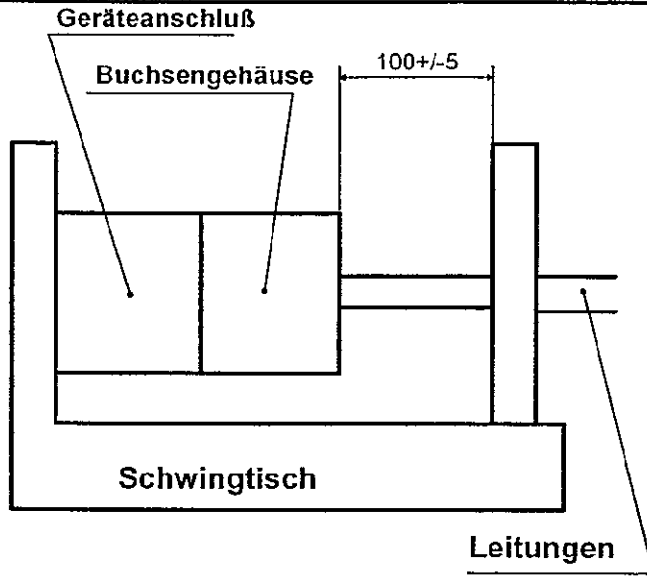 Geräteanschluß
Buchsengehäuse
100+/-5
Schwingtisch
Leitungen